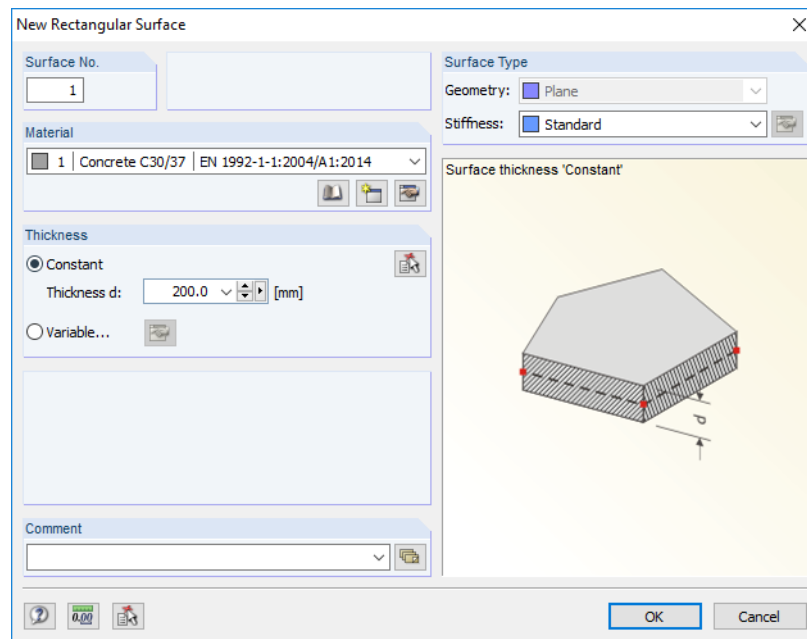 New Rectangular Surface
Surface No.
1
Material
1 Concrete C30/37 EN 1992-1-1:2004/A1:2014
Thickness
Constant
Thickness d: 200.0 [mm]
Variable...
Comment
Surface Type
Geometry: Plane
Stiffness: Standard
Surface thickness 'Constant'
d
0.00
OK Cancel